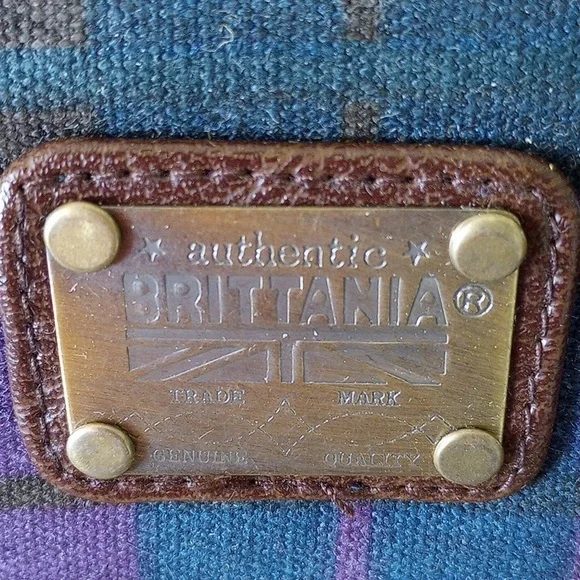 authentic
BRITTANIA®
TRADE MARK
GENUINE QUALITY